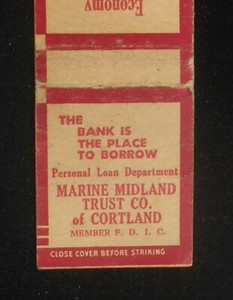 Economy
THE
BANK IS
THE PLACE
TO BORROW
Personal Loan Department
MARINE MIDLAND
TRUST CO.
of CORTLAND
MEMBER F. D. I. C.
CLOSE COVER BEFORE STRIKING